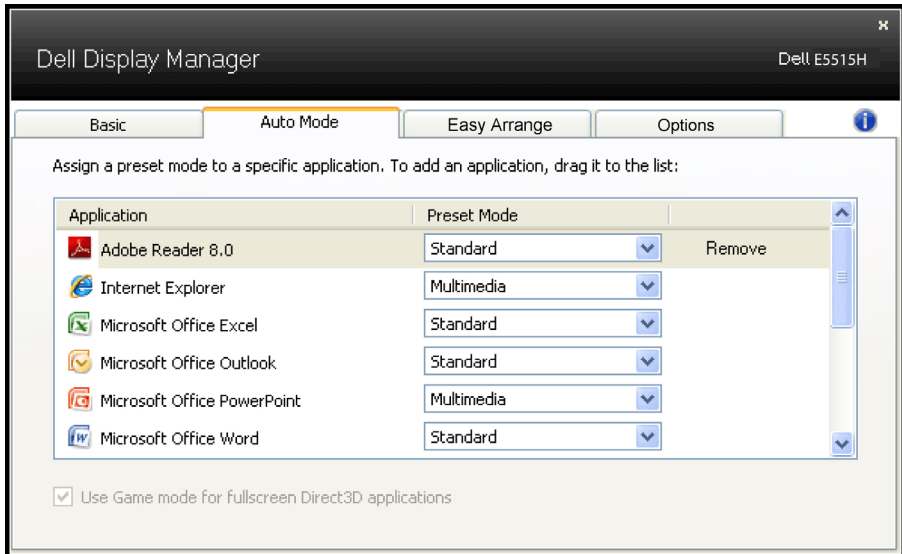 x
Dell Display Manager
Dell E5515H
Basic Auto Mode Easy Arrange Options
Assign a preset mode to a specific application. To add an application, drag it to the list:
Application Preset Mode
Adobe Reader 8.0 Standard Remove
Internet Explorer Multimedia
Microsoft Office Excel Standard
Microsoft Office Outlook Standard
Microsoft Office PowerPoint Multimedia
Microsoft Office Word Standard
Use Game mode for fullscreen Direct3D applications